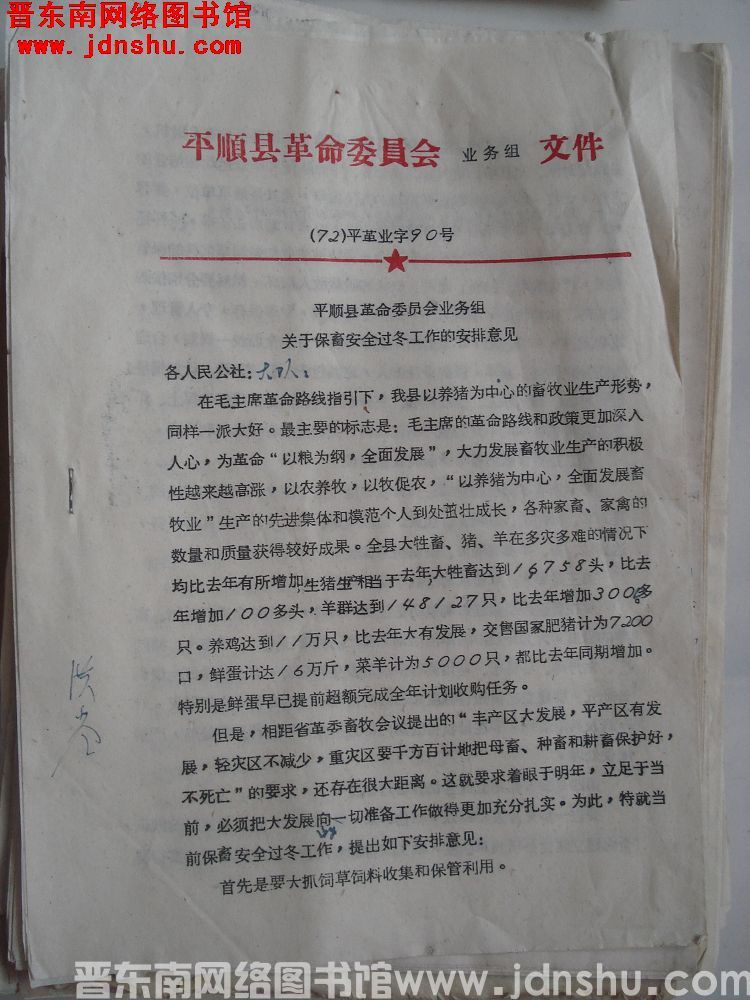 晋东南网络图书馆
www.jdnshu.com
平順县革命委員会 业务组 文件
(72)平革业字90号
平顺县革命委员会业务组
关于保畜安全过冬工作的安排意见
各人民公社：大队：
在毛主席革命路线指引下，我县以养猪为中心的畜牧业生产形势，
同样一派大好。最主要的标志是：毛主席的革命路线和政策更加深入
人心，为革命“以粮为纲，全面发展”，大力发展畜牧业生产的积极
性越来越高涨，以农养牧，以牧促农，“以养猪为中心，全面发展畜
牧业”生产的先进集体和模范个人到处茁壮成长，各种家畜、家禽的
数量和质量获得较好成果。全县大牲畜、猪、羊在多灾多难的情况下
均比去年有所增加，生猪生产相当于去年大牲畜达到16758头，比去
年增加100多头，羊群达到148127只，比去年增加300多
只。养鸡达到11万只，比去年大有发展，交售国家肥猪计为7200
口，鲜蛋计达16万斤，菜羊计为5000只，都比去年同期增加。
特别是鲜蛋早已提前超额完成全年计划收购任务。
但是，相距省革委畜牧会议提出的“丰产区大发展，平产区有发
展，轻灾区不减少，重灾区要千方百计地把母畜、种畜和耕畜保护好，
不死亡”的要求，还存在很大距离。这就要求着眼于明年，立足于当
前，必须把大发展向一切准备工作做得更加充分扎实。为此，特就当
前保畜安全过冬工作，提出如下安排意见：
首先是要大抓饲草饲料收集和保管利用。
晋东南网络图书馆www.jdnshu.com